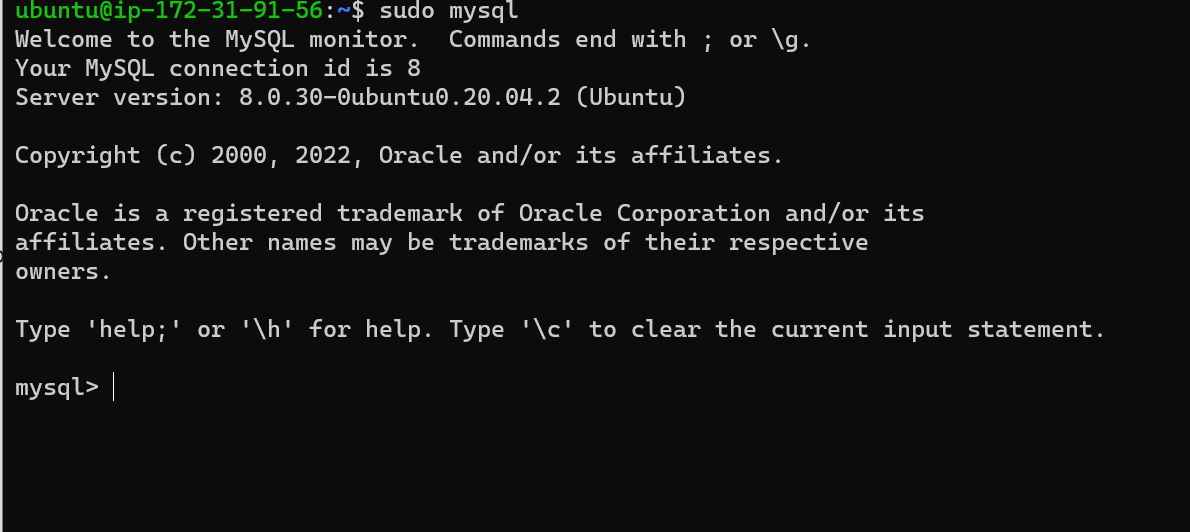 ubuntu@ip-172-31-91-56:~$ sudo mysql
Welcome to the MySQL monitor.  Commands end with ; or \g.
Your MySQL connection id is 8
Server version: 8.0.30-0ubuntu0.20.04.2 (Ubuntu)
Copyright (c) 2000, 2022, Oracle and/or its affiliates.
Oracle is a registered trademark of Oracle Corporation and/or its
affiliates. Other names may be trademarks of their respective
owners.
Type 'help;' or '\h' for help. Type '\c' to clear the current input statement.
mysql>